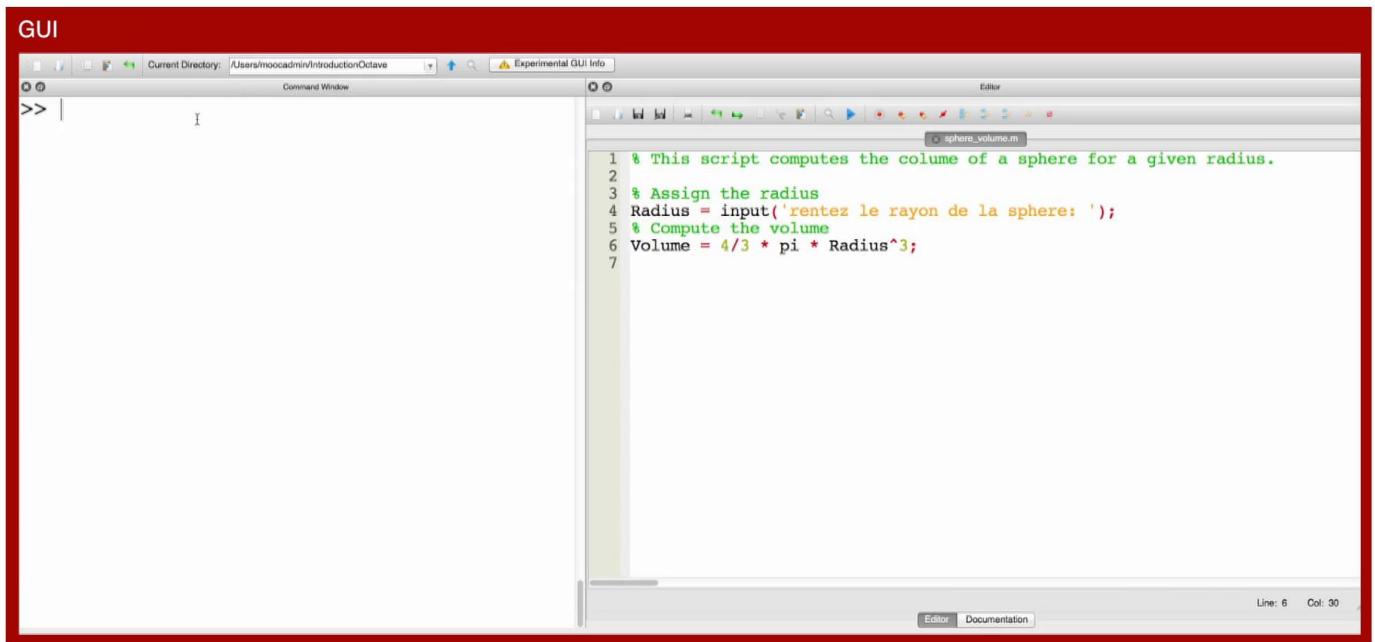 GUI
Current Directory: /Users/moocadmin/IntroductionOctave Experimental GUI Info
Command Window
>>
Editor
sphere_volume.m
1 % This script computes the colume of a sphere for a given radius.
2
3 % Assign the radius
4 Radius = input('rentez le rayon de la sphere: ');
5 % Compute the volume
6 Volume = 4/3 * pi * Radius^3;
7
Line: 6 Col: 30
Editor Documentation